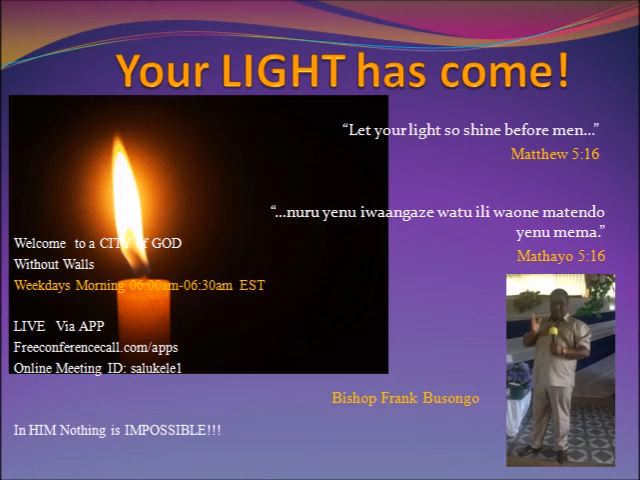 Your LIGHT has come!
“Let your light so shine before men...”
Matthew 5:16
“...nuru yenu iwaangaze watu ili waone matendo
yenu mema.”
Mathayo 5:16
Welcome to a CITY of GOD
Without Walls
Weekdays Morning 06:00am-06:30am EST
LIVE Via APP
Freeconferencecall.com/apps
Online Meeting ID: salukele1
Bishop Frank Busongo
In HIM Nothing is IMPOSSIBLE!!!